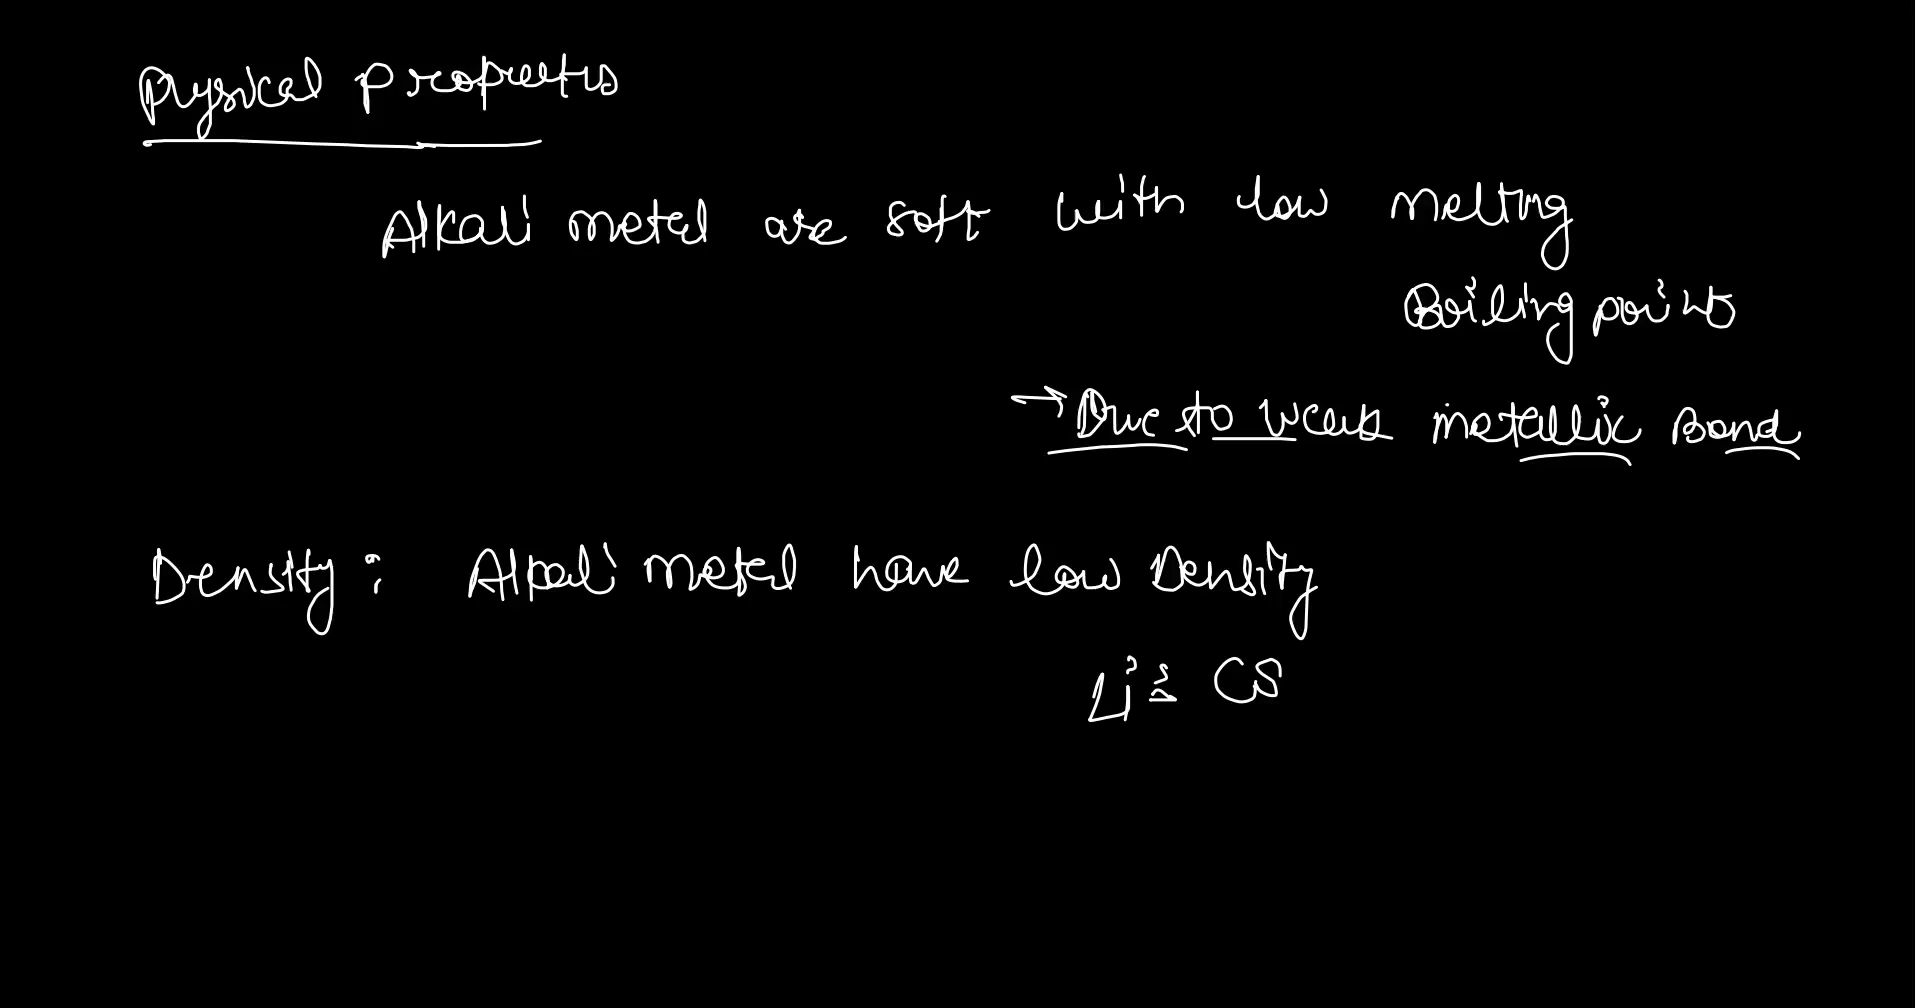 Physical properties
Alkali metal are soft with low melting
Boiling points
→ Due to weak metallic Bond
Density: Alkali metal have low Density
Li CS